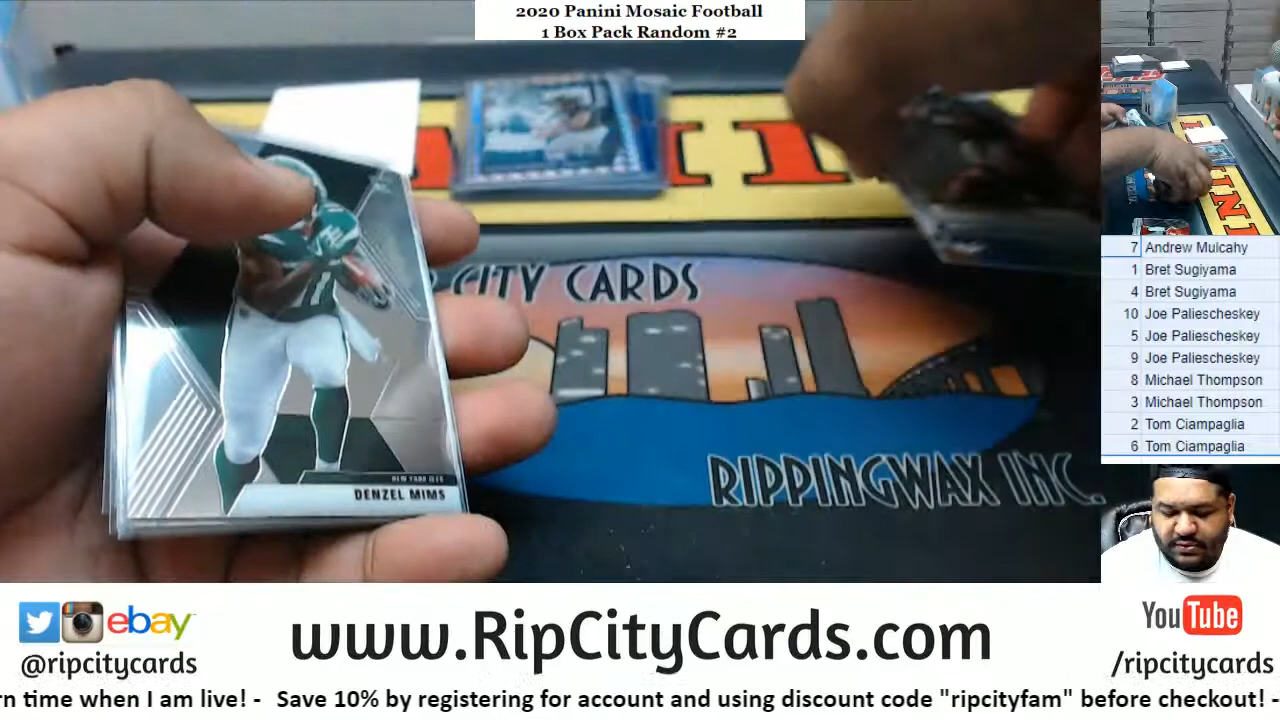 2020 Panini Mosaic Football
1 Box Pack Random #2
CITY CARDS
RIPPINGWAX INC.
NEW YORK JETS
DENZEL MIMS
7 Andrew Mulcahy
1 Bret Sugiyama
4 Bret Sugiyama
10 Joe Paliescheskey
5 Joe Paliescheskey
9 Joe Paliescheskey
8 Michael Thompson
3 Michael Thompson
2 Tom Ciampaglia
6 Tom Ciampaglia
ebay
@ripcitycards
www.RipCityCards.com
YouTube
/ripcitycards
rn time when I am live! - Save 10% by registering for account and using discount code "ripcityfam" before checkout! -